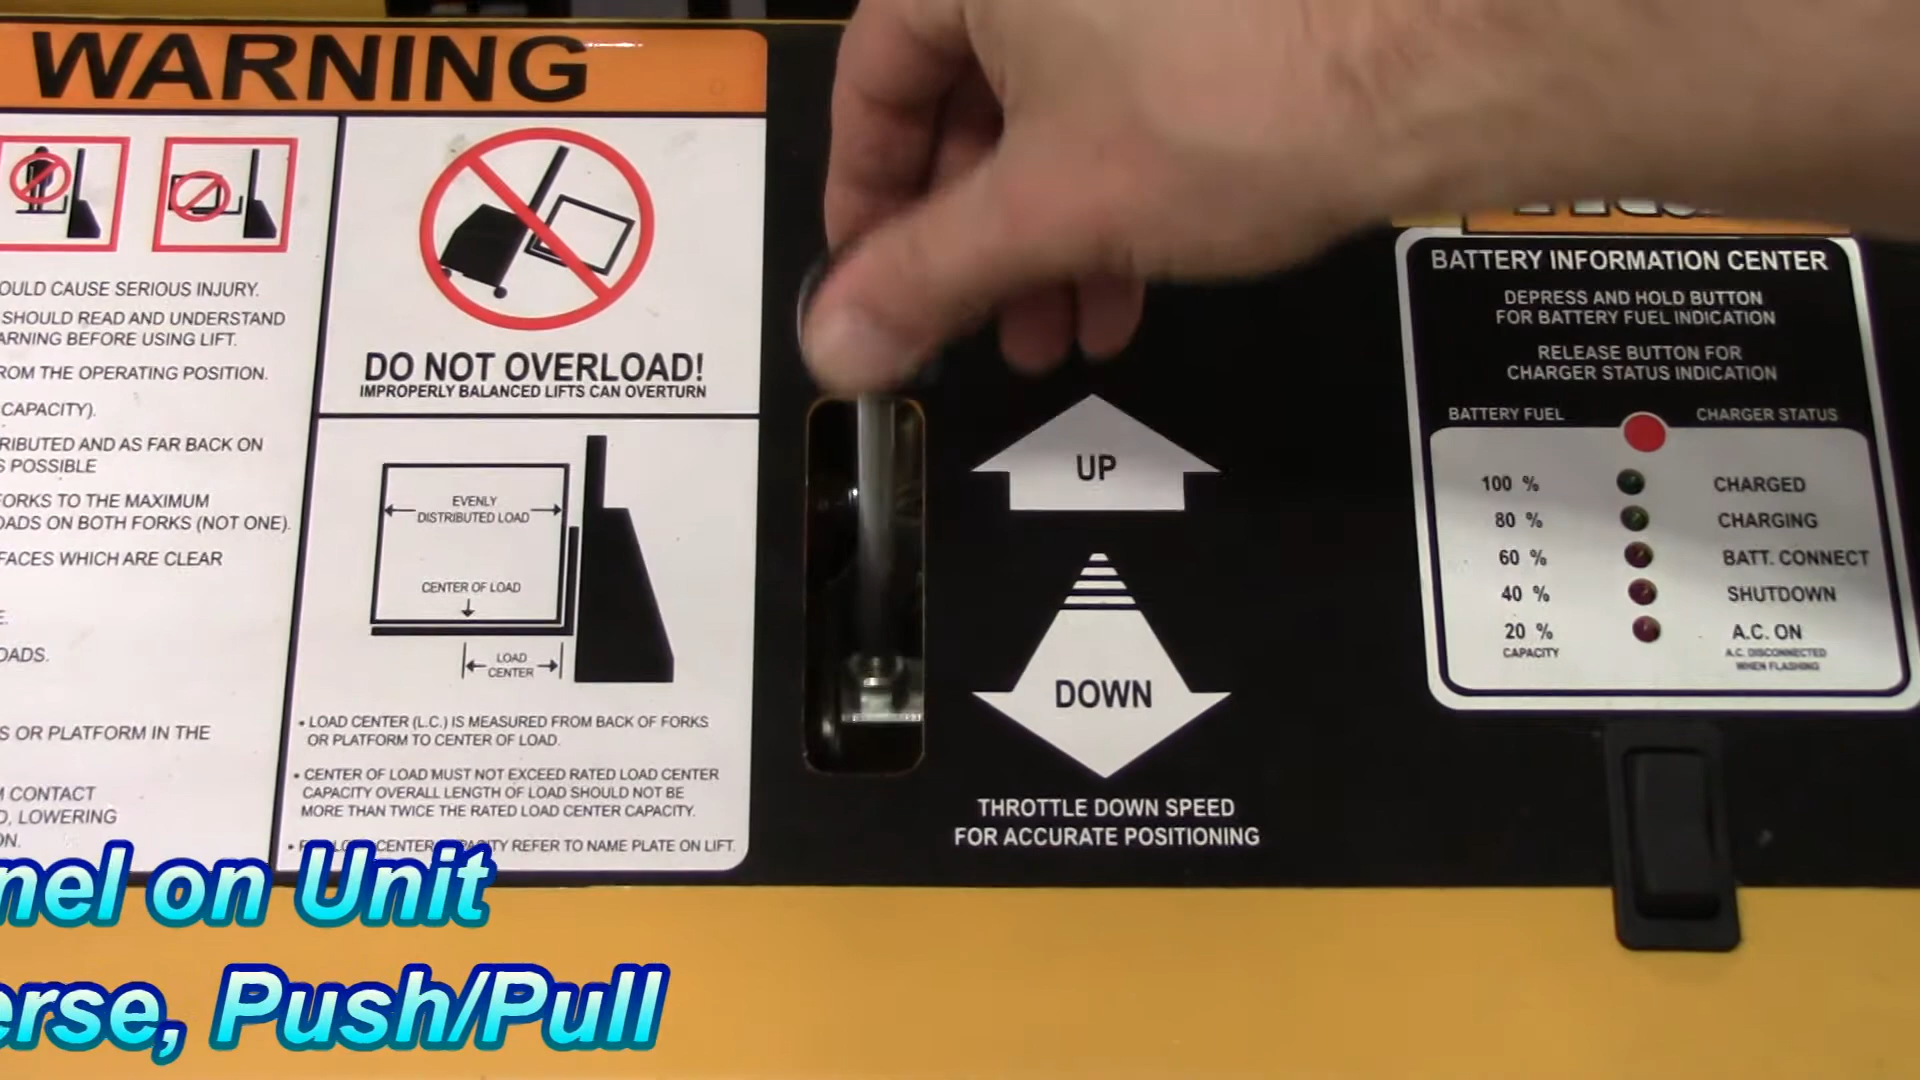 WARNING
OULD CAUSE SERIOUS INJURY.
SHOULD READ AND UNDERSTAND
ARNING BEFORE USING LIFT.
ROM THE OPERATING POSITION.
CAPACITY).
RIBUTED AND AS FAR BACK ON
S POSSIBLE
FORKS TO THE MAXIMUM
OADS ON BOTH FORKS (NOT ONE).
FACES WHICH ARE CLEAR
E.
OADS.
S OR PLATFORM IN THE
M CONTACT
D, LOWERING
ON.
DO NOT OVERLOAD!
IMPROPERLY BALANCED LIFTS CAN OVERTURN
EVENLY
DISTRIBUTED LOAD
CENTER OF LOAD
LOAD
CENTER
• LOAD CENTER (L.C.) IS MEASURED FROM BACK OF FORKS
OR PLATFORM TO CENTER OF LOAD.
• CENTER OF LOAD MUST NOT EXCEED RATED LOAD CENTER
CAPACITY OVERALL LENGTH OF LOAD SHOULD NOT BE
MORE THAN TWICE THE RATED LOAD CENTER CAPACITY.
• CENTER CAPACITY REFER TO NAME PLATE ON LIFT.
UP
DOWN
THROTTLE DOWN SPEED
FOR ACCURATE POSITIONING
BATTERY INFORMATION CENTER
DEPRESS AND HOLD BUTTON
FOR BATTERY FUEL INDICATION
RELEASE BUTTON FOR
CHARGER STATUS INDICATION
BATTERY FUEL CHARGER STATUS
100 % CHARGED
80 % CHARGING
60 % BATT. CONNECT
40 % SHUTDOWN
20 % A.C. ON
CAPACITY A.C. DISCONNECTED
WHEN FLASHING
nel on Unit
erse, Push/Pull